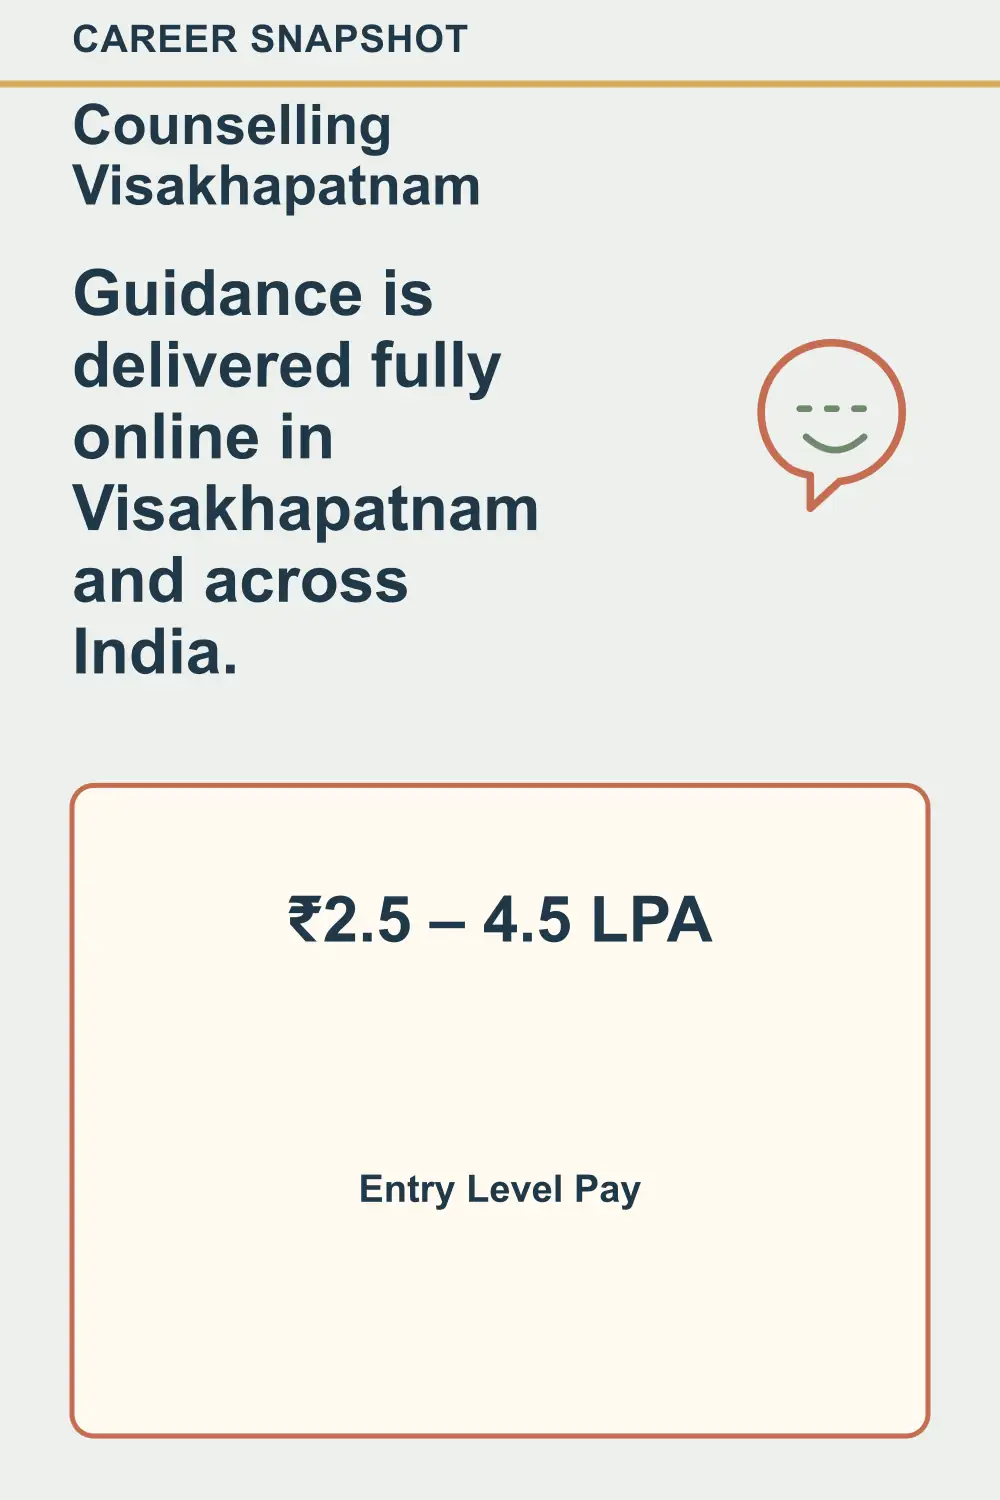 CAREER SNAPSHOT
Counselling
Visakhapatnam
Guidance is
delivered fully
online in
Visakhapatnam
and across
India.
₹2.5 – 4.5 LPA
Entry Level Pay